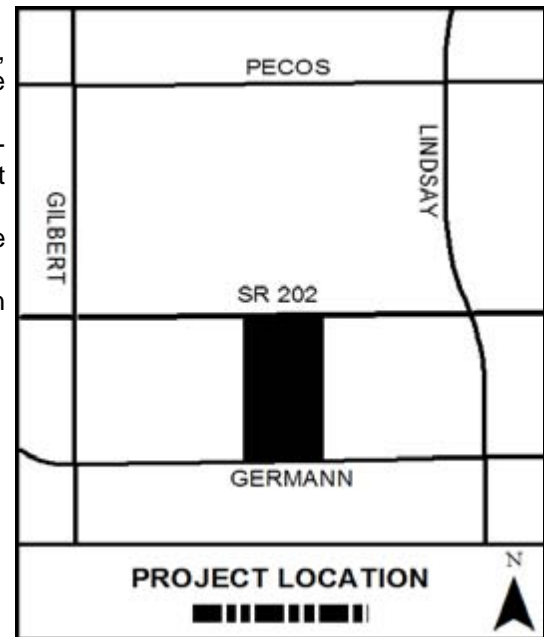 ,
e
-
t
e
n
PECOS
LINDSAY
GILBERT
SR 202
GERMANN
PROJECT LOCATION
N